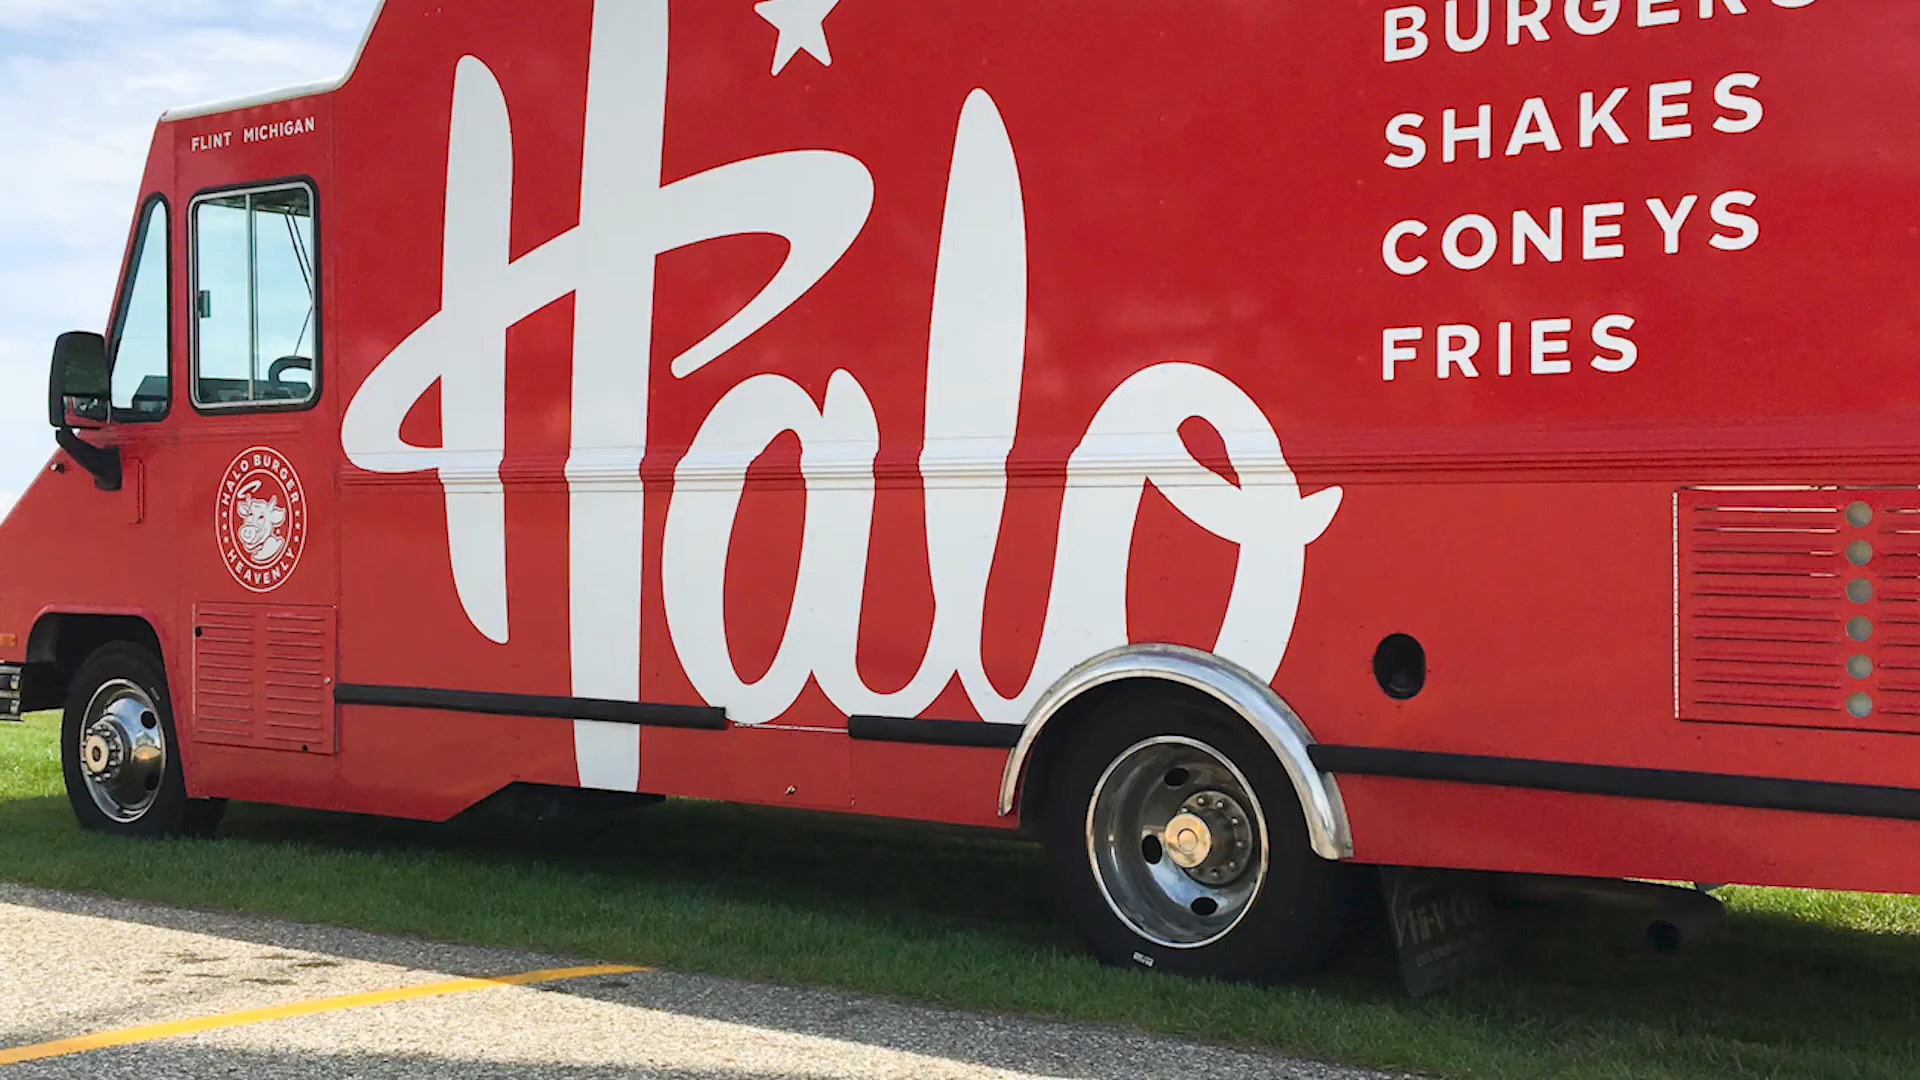 FLINT MICHIGAN
Halo
BURGERS
SHAKES
CONEYS
FRIES
HALO BURGER
HEAVENLY